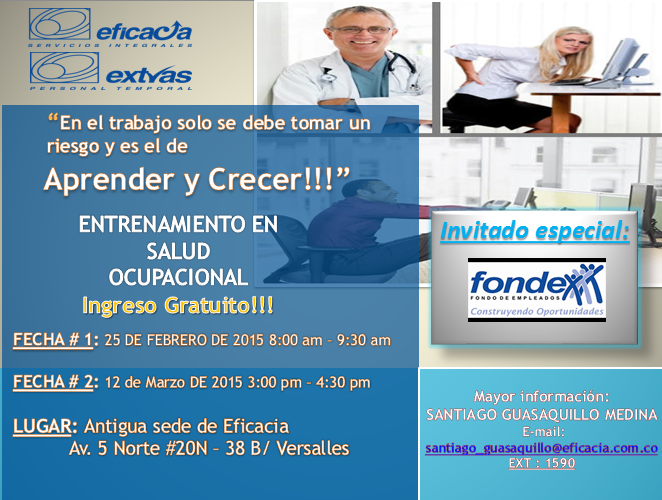 eficacia
SERVICIOS INTEGRALES
extras
PERSONAL TEMPORAL
“En el trabajo solo se debe tomar un
riesgo y es el de
Aprender y Crecer!!!”
ENTRENAMIENTO EN
SALUD
OCUPACIONAL
Ingreso Gratuito!!!
FECHA # 1: 25 DE FEBRERO DE 2015 8:00 am – 9:30 am
FECHA # 2: 12 de Marzo DE 2015 3:00 pm – 4:30 pm
LUGAR: Antigua sede de Eficacia
Av. 5 Norte #20N – 38 B/ Versalles
Invitado especial:
fondex
FONDO DE EMPLEADOS
Construyendo Oportunidades
Mayor información:
SANTIAGO GUASAQUILLO MEDINA
E-mail:
santiago_guasaquillo@eficacia.com.co
EXT : 1590